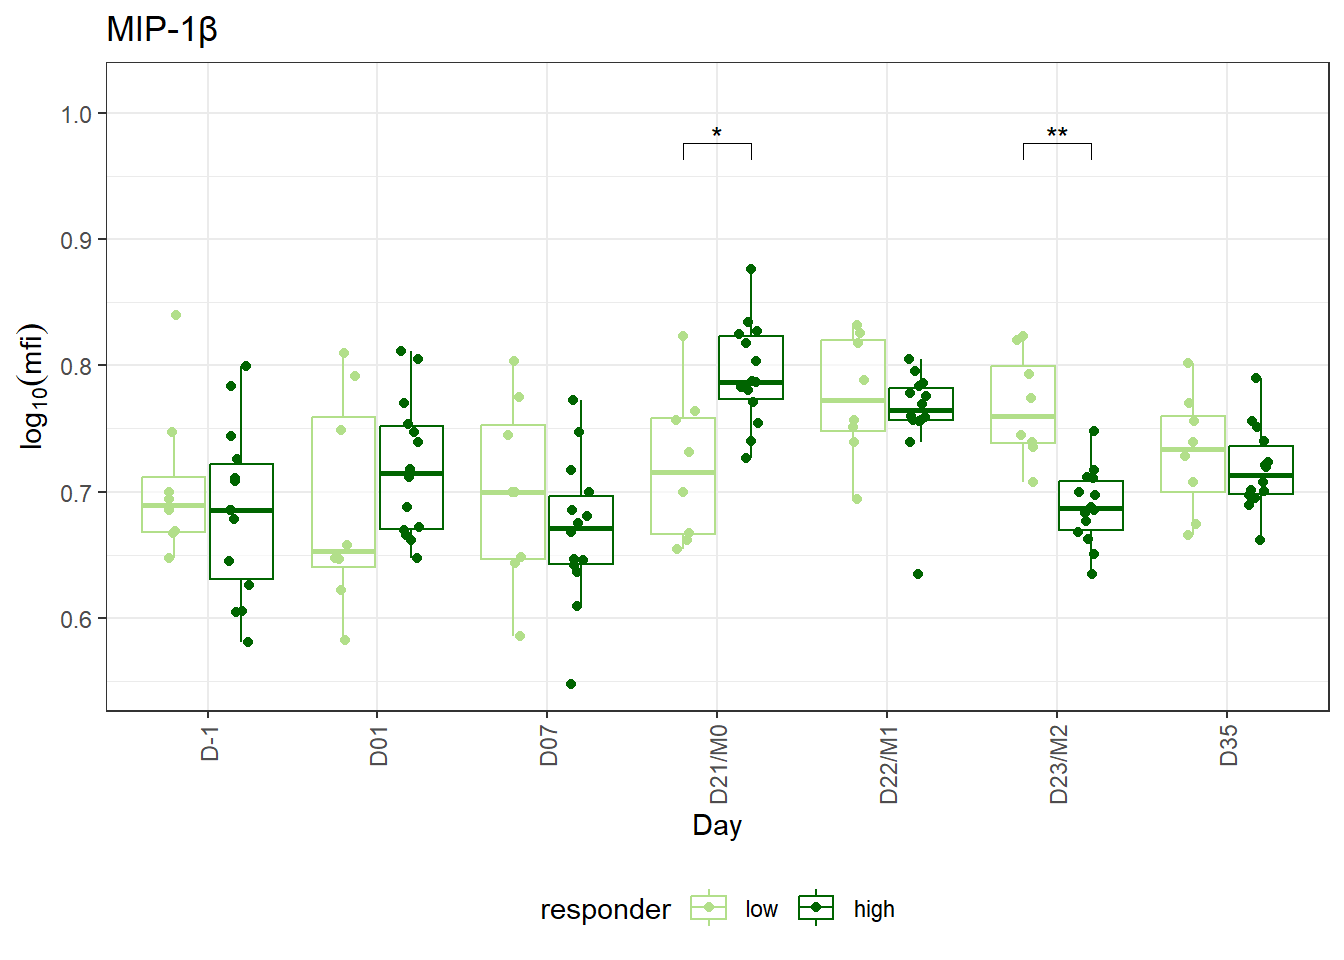 MIP-1β
1.0
0.9
0.8
0.7
0.6
log10(mfi)
*
**
D-1
D01
D07
D21/M0
D22/M1
D23/M2
D35
Day
responder low high